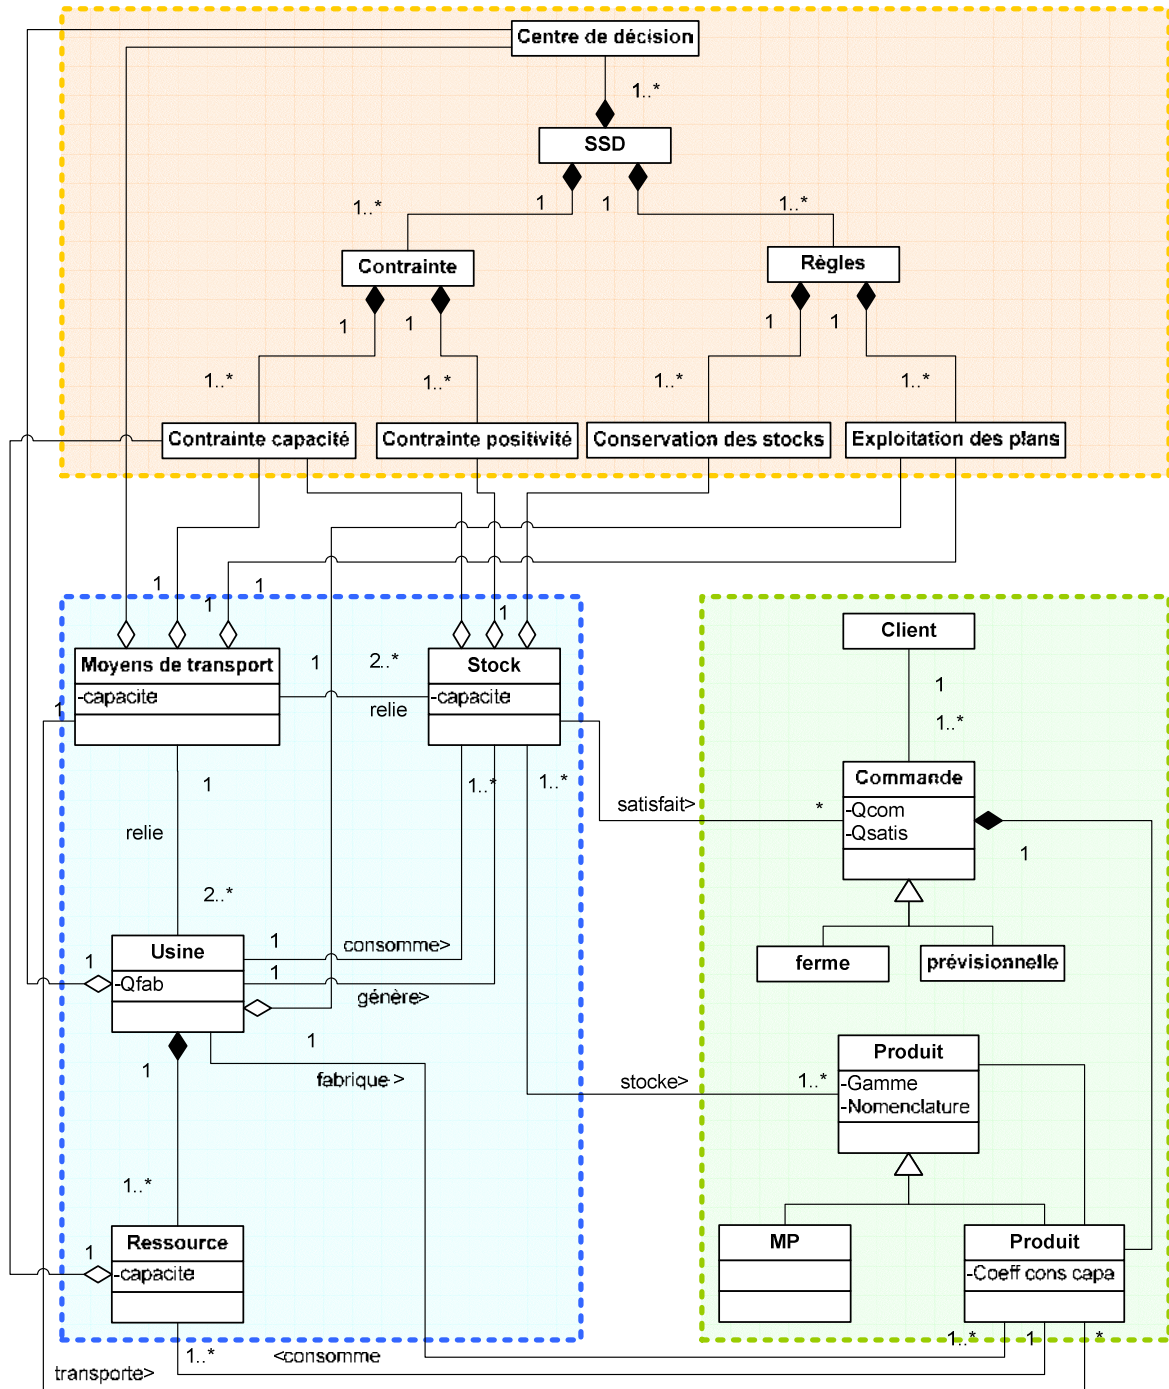 Centre de décision
1..*
SSD
1..*
1
1
1..*
Contrainte
Règles
1
1
1
1
1..*
1..*
1..*
1..*
Contrainte capacité
Contrainte positivité
Conservation des stocks
Exploitation des plans
1
1
1
1
Moyens de transport
-capacite
1
2..*
relie
Stock
-capacite
Client
1
1..*
1
1
1..*
1..*
Commande
-Qcom
-Qsatis
satisfait>
*
1
relie
2..*
ferme
prévisionnelle
Usine
-Qfab
1
1
consomme>
1
génère>
1
fabrique >
1
stocke>
1..*
Produit
-Gamme
-Nomenclature
1..*
Ressource
-capacite
1
MP
Produit
-Coeff cons capa
1..*
<consomme
1..*
1
*
transporte>